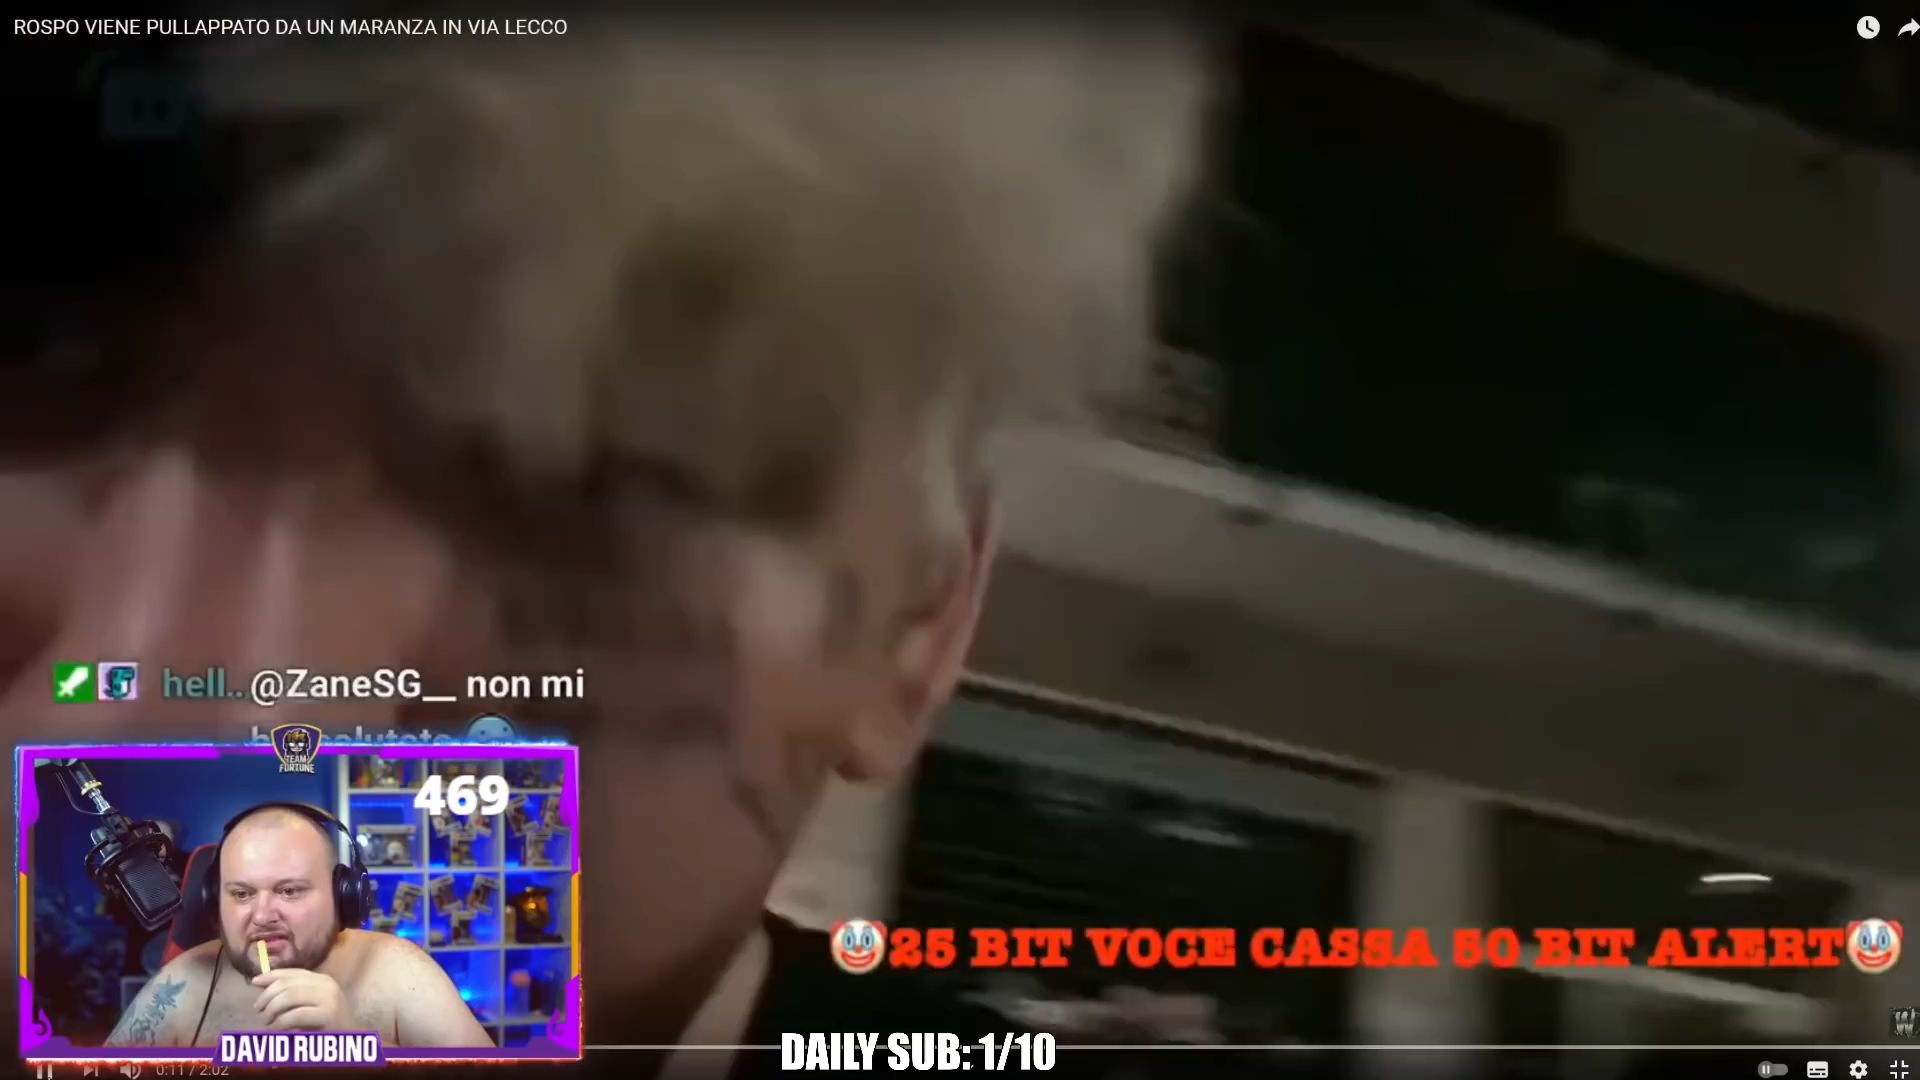 ROSPO VIENE PULLAPPATO DA UN MARANZA IN VIA LECCO
hell.. @ZaneSG__ non mi
TEAM
FORTUNE
469
25 BIT VOCE CASSA 50 BIT ALERT
DAVID RUBINO
DAILY SUB: 1/10
0:11 / 2:02